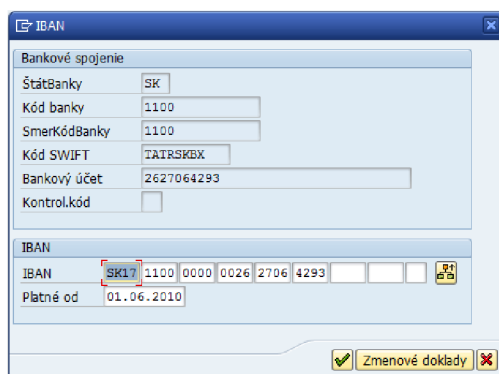 IBAN
Bankové spojenie
ŠtátBanky SK
Kód banky 1100
SmerKódBanky 1100
Kód SWIFT TATRSKBX
Bankový účet 2627064293
Kontrol.kód
IBAN
IBAN SK17 1100 0000 0026 2706 4293
Platné od 01.06.2010
Zmenové doklady